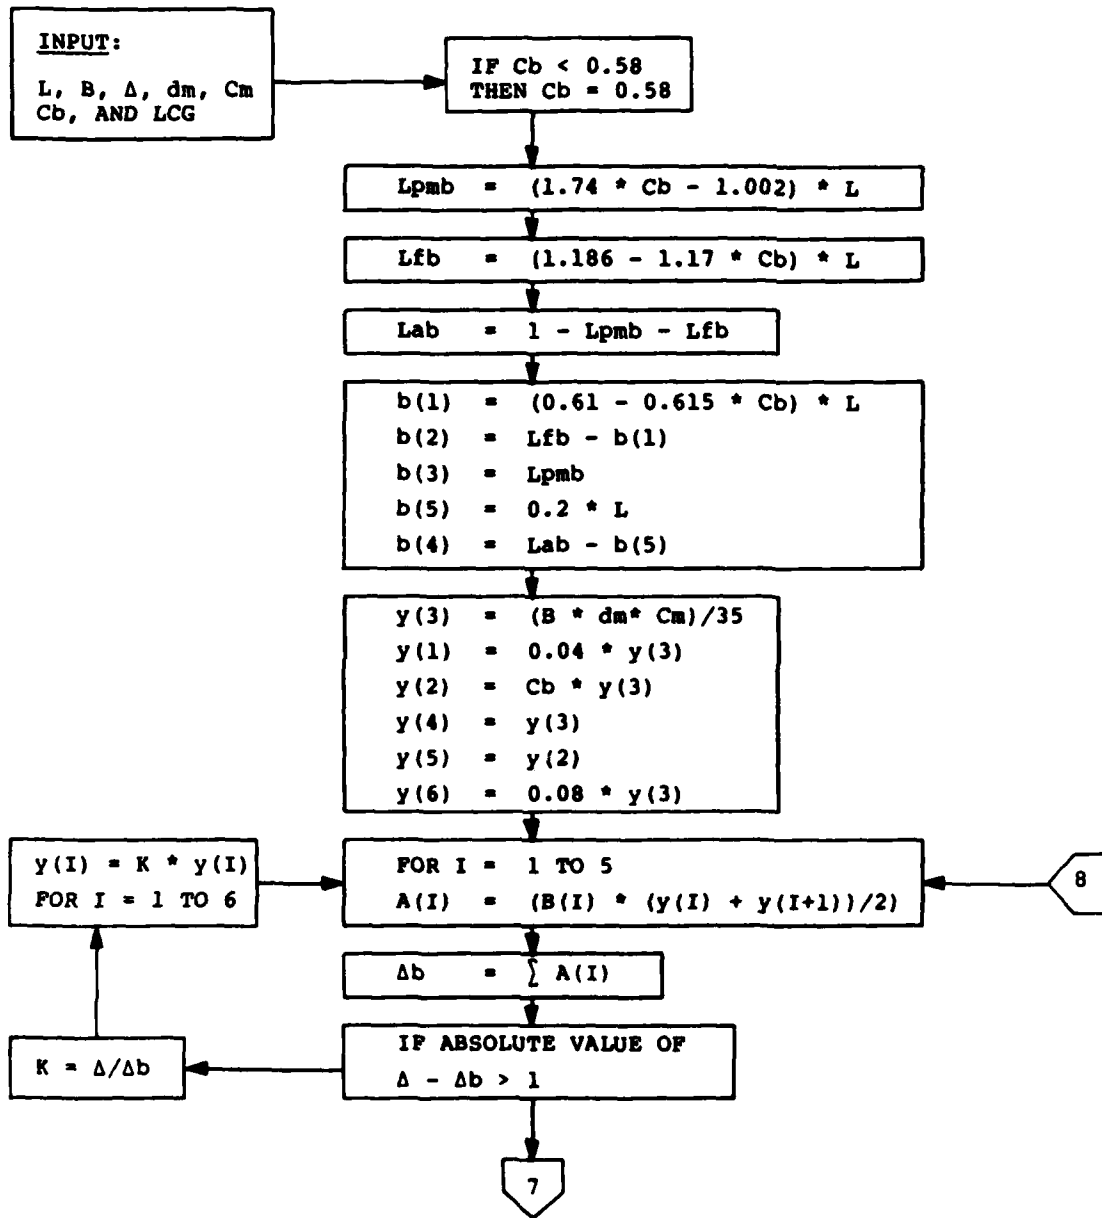 INPUT:
L, B, Δ, dm, Cm
Cb, AND LCG
IF Cb < 0.58
THEN Cb = 0.58
Lpmb = (1.74 * Cb - 1.002) * L
Lfb = (1.186 - 1.17 * Cb) * L
Lab = 1 - Lpmb - Lfb
b(1) = (0.61 - 0.615 * Cb) * L
b(2) = Lfb - b(1)
b(3) = Lpmb
b(5) = 0.2 * L
b(4) = Lab - b(5)
y(3) = (B * dm* Cm)/35
y(1) = 0.04 * y(3)
y(2) = Cb * y(3)
y(4) = y(3)
y(5) = y(2)
y(6) = 0.08 * y(3)
y(I) = K * y(I)
FOR I = 1 TO 6
FOR I = 1 TO 5
A(I) = (B(I) * (y(I) + y(I+1))/2)
8
Δb = ∑ A(I)
K = Δ/Δb
IF ABSOLUTE VALUE OF
Δ - Δb > 1
7